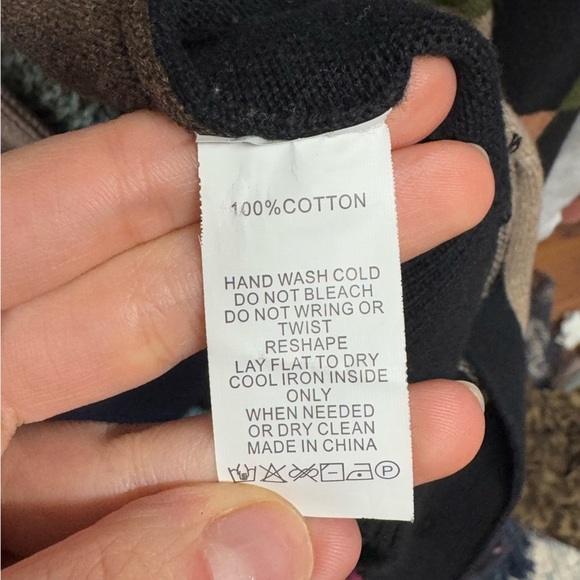 100%COTTON
HAND WASH COLD
DO NOT BLEACH
DO NOT WRING OR
TWIST
RESHAPE
LAY FLAT TO DRY
COOL IRON INSIDE
ONLY
WHEN NEEDED
OR DRY CLEAN
MADE IN CHINA
P